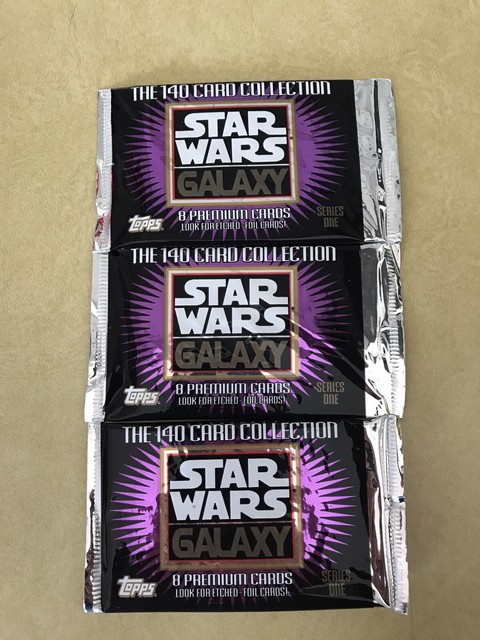 THE 140 CARD COLLECTION
STAR
WARS
GALAXY
8 PREMIUM CARDS
LOOK FOR ETCHED-FOIL CARDS!
Topps
SERIES
ONE
THE 140 CARD COLLECTION
STAR
WARS
GALAXY
8 PREMIUM CARDS
LOOK FOR ETCHED-FOIL CARDS!
Topps
SERIES
ONE
THE 140 CARD COLLECTION
STAR
WARS
GALAXY
8 PREMIUM CARDS
LOOK FOR ETCHED-FOIL CARDS!
Topps
SERIES
ONE